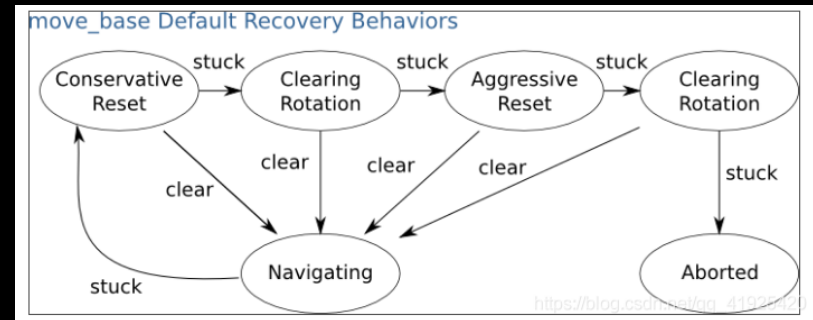 move_base Default Recovery Behaviors
stuck
stuck
stuck
Conservative
Reset
Clearing
Rotation
Aggressive
Reset
Clearing
Rotation
clear
clear
clear
clear
stuck
Navigating
Aborted
stuck